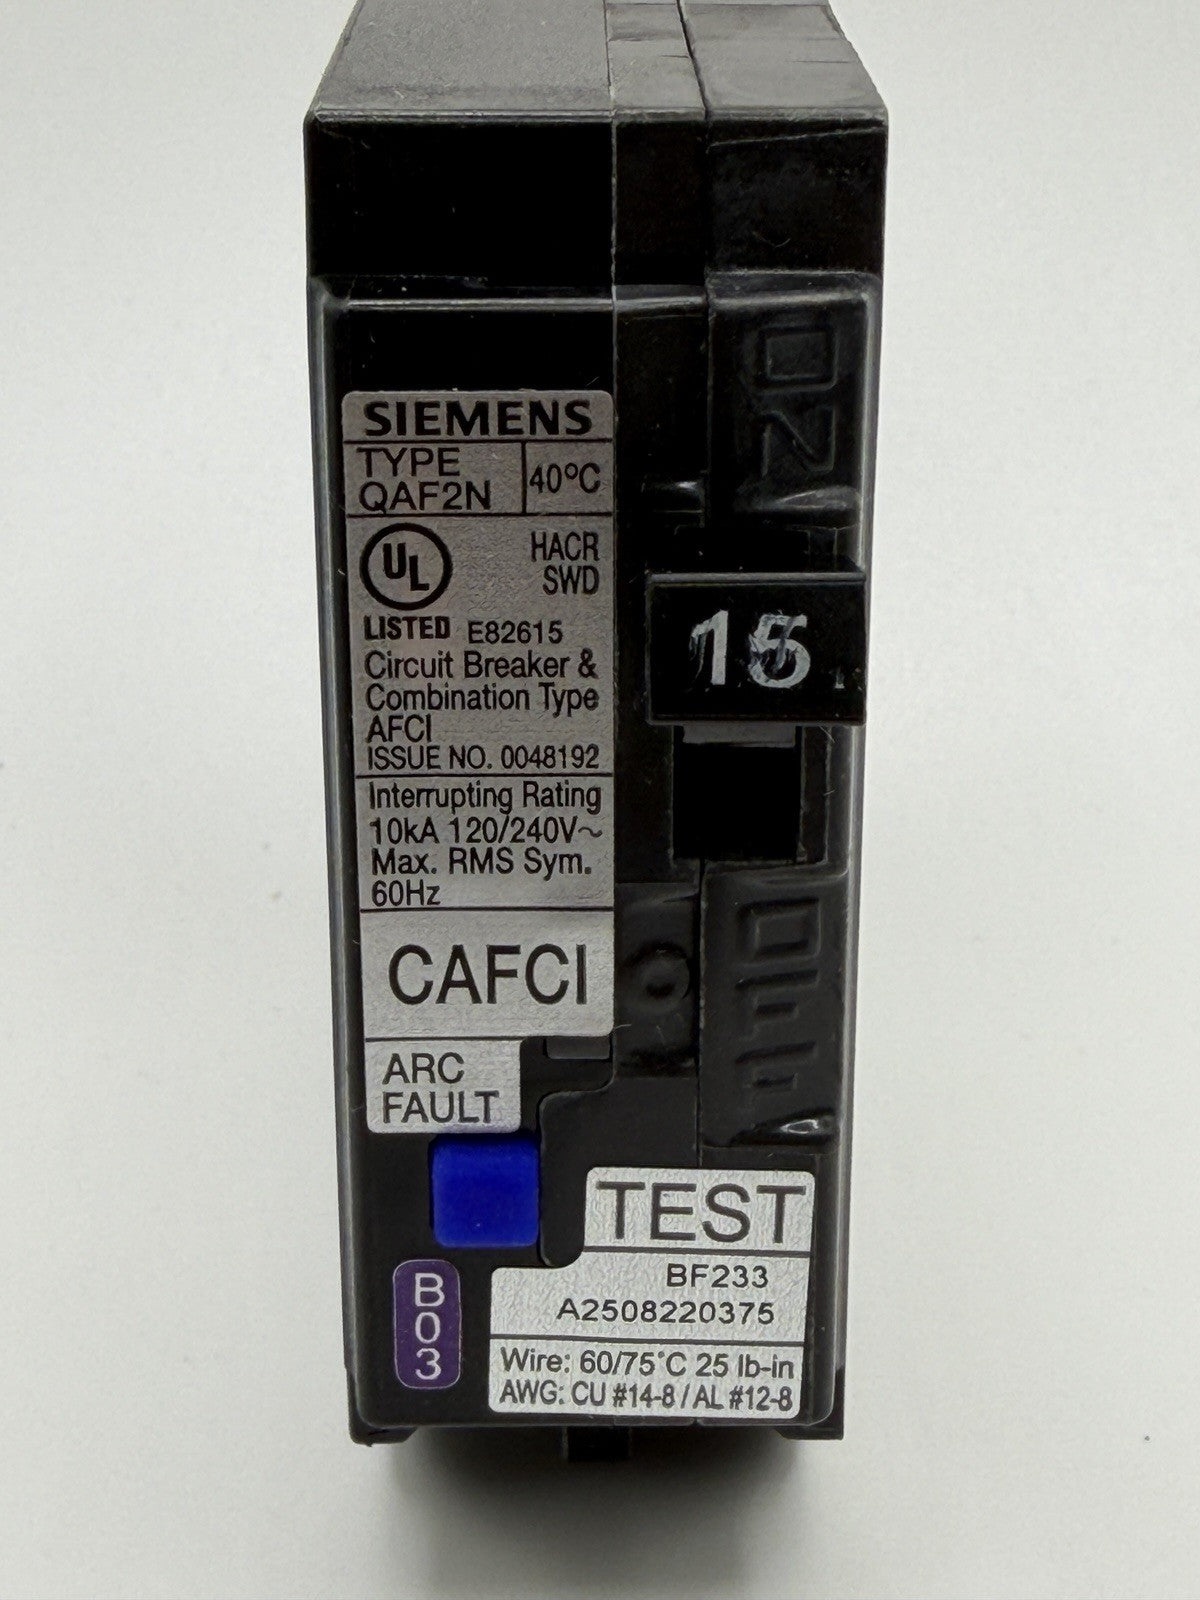 SIEMENS
TYPE
QAF2N
40°C
UL
HACR
SWD
LISTED E82615
Circuit Breaker &
Combination Type
AFCI
ISSUE NO. 0048192
Interrupting Rating
10kA 120/240V~
Max. RMS Sym.
60Hz
CAFCI
ARC
FAULT
ON
15
OFF
TEST
BF233
A2508220375
Wire: 60/75°C 25 lb-in
AWG: CU #14-8 / AL #12-8
B03